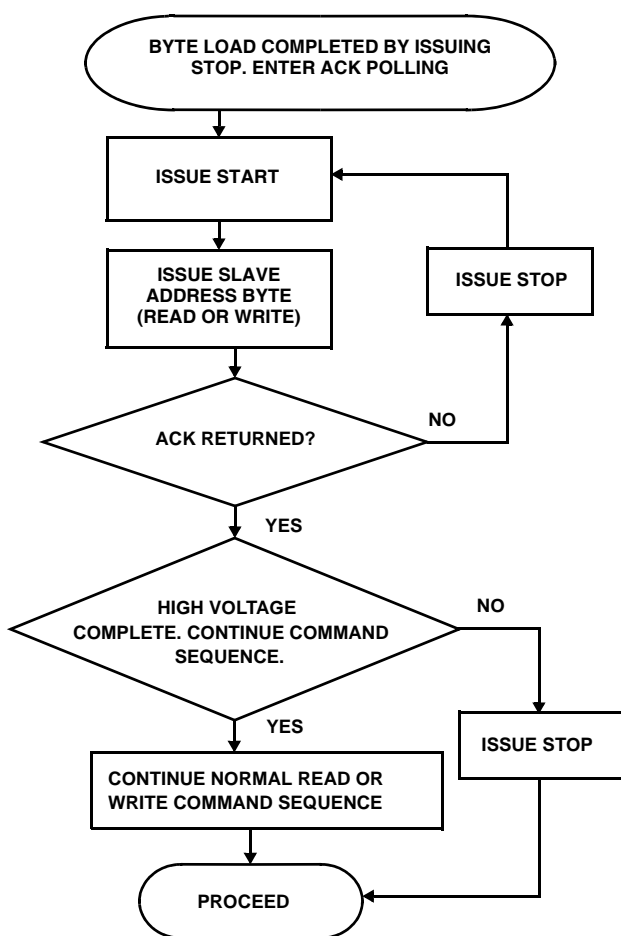 BYTE LOAD COMPLETED BY ISSUING
STOP. ENTER ACK POLLING
ISSUE START
ISSUE SLAVE
ADDRESS BYTE
(READ OR WRITE)
ISSUE STOP
ACK RETURNED?
NO
YES
HIGH VOLTAGE
COMPLETE. CONTINUE COMMAND
SEQUENCE.
NO
YES
ISSUE STOP
CONTINUE NORMAL READ OR
WRITE COMMAND SEQUENCE
PROCEED